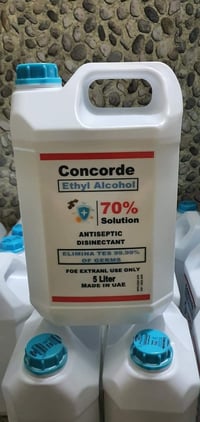 Concorde
Ethyl Alcohol
70%
Solution
ANTISEPTIC
DISINECTANT
ELIMINA TES 99.99%
OF GERMS
FOE EXTRANL USE ONLY
5 Liter
MADE IN UAE